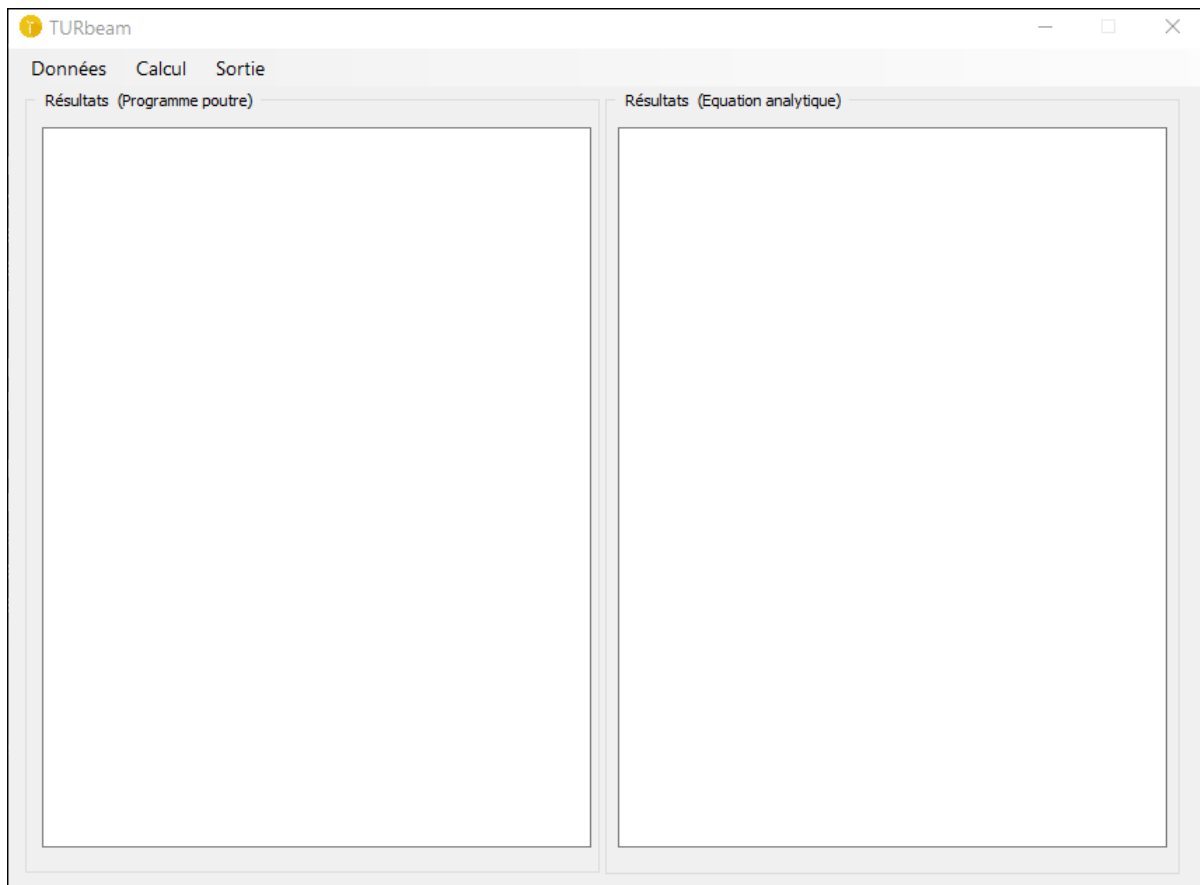 TURbeam
Données Calcul Sortie
Résultats (Programme poutre)
Résultats (Equation analytique)